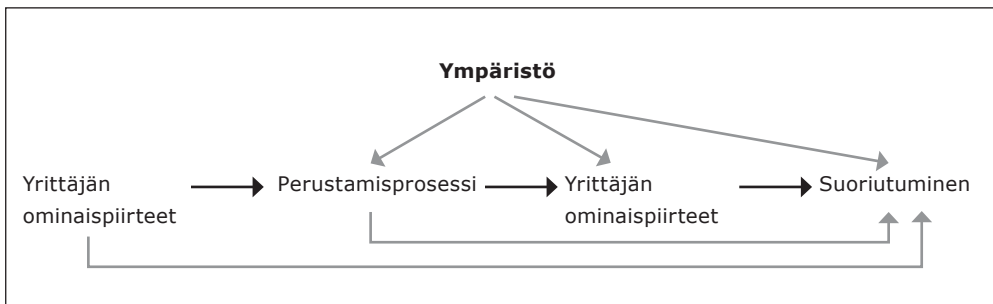 Ympäristö
Yrittäjän
ominaispiirteet
Perustamisprosessi
Yrittäjän
ominaispiirteet
Suoriutuminen